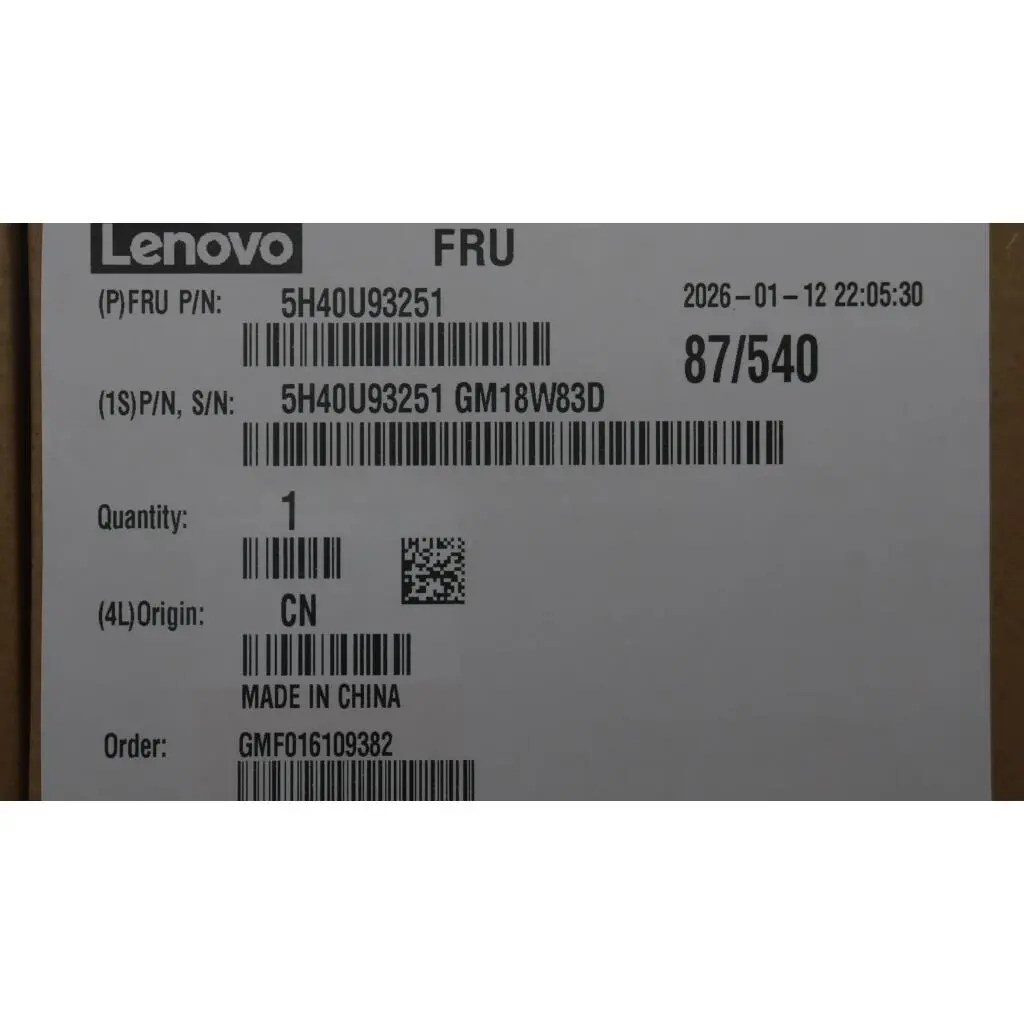 Lenovo FRU
(P)FRU P/N: 5H40U93251 2026-01-12 22:05:30
87/540
(1S)P/N, S/N: 5H40U93251 GM18W83D
Quantity: 1
(4L)Origin: CN
MADE IN CHINA
Order: GMF016109382